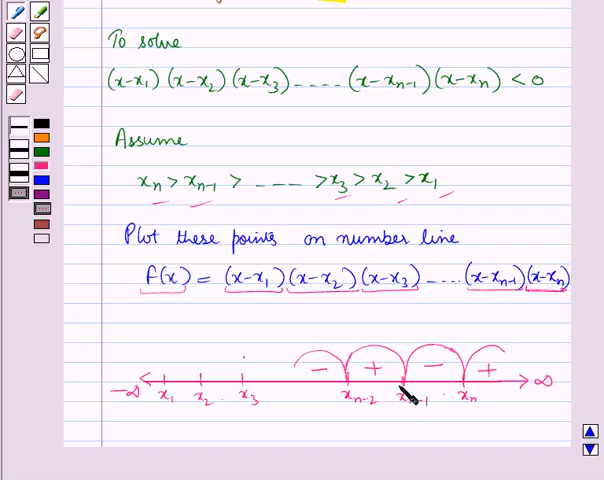 To solve
(x-x₁) (x-x₂) (x-x₃) ..... (x-xₙ₋₁) (x-xₙ) < 0
Assume
xₙ > xₙ₋₁ > ---- > x₃ > x₂ > x₁
Plot these points on number line
f(x) = (x-x₁) (x-x₂) (x-x₃) ..... (x-xₙ₋₁) (x-xₙ)
− + − +
-∞ x₁ x₂ x₃ xₙ₋₂ xₙ₋₁ xₙ ∞